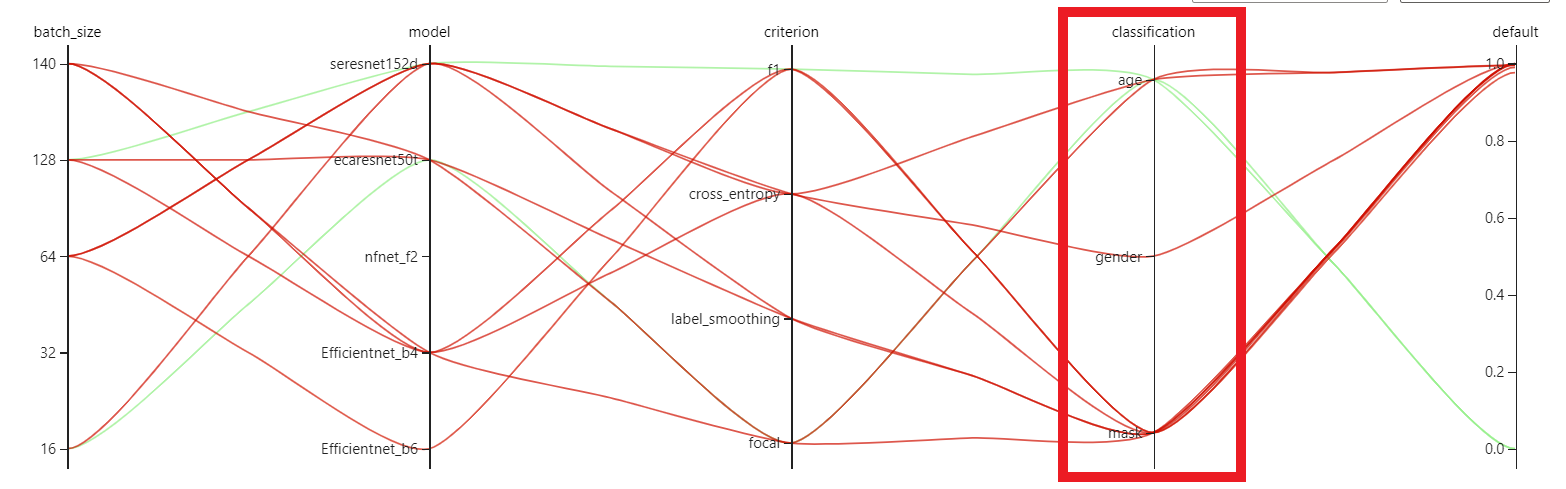 batch_size
model
criterion
classification
default
140
128
64
32
16
seresnet152d
ecaresnet50t
nfnet_f2
Efficientnet_b4
Efficientnet_b6
f1
cross_entropy
label_smoothing
focal
age
gender
mask
1.0
0.8
0.6
0.4
0.2
0.0